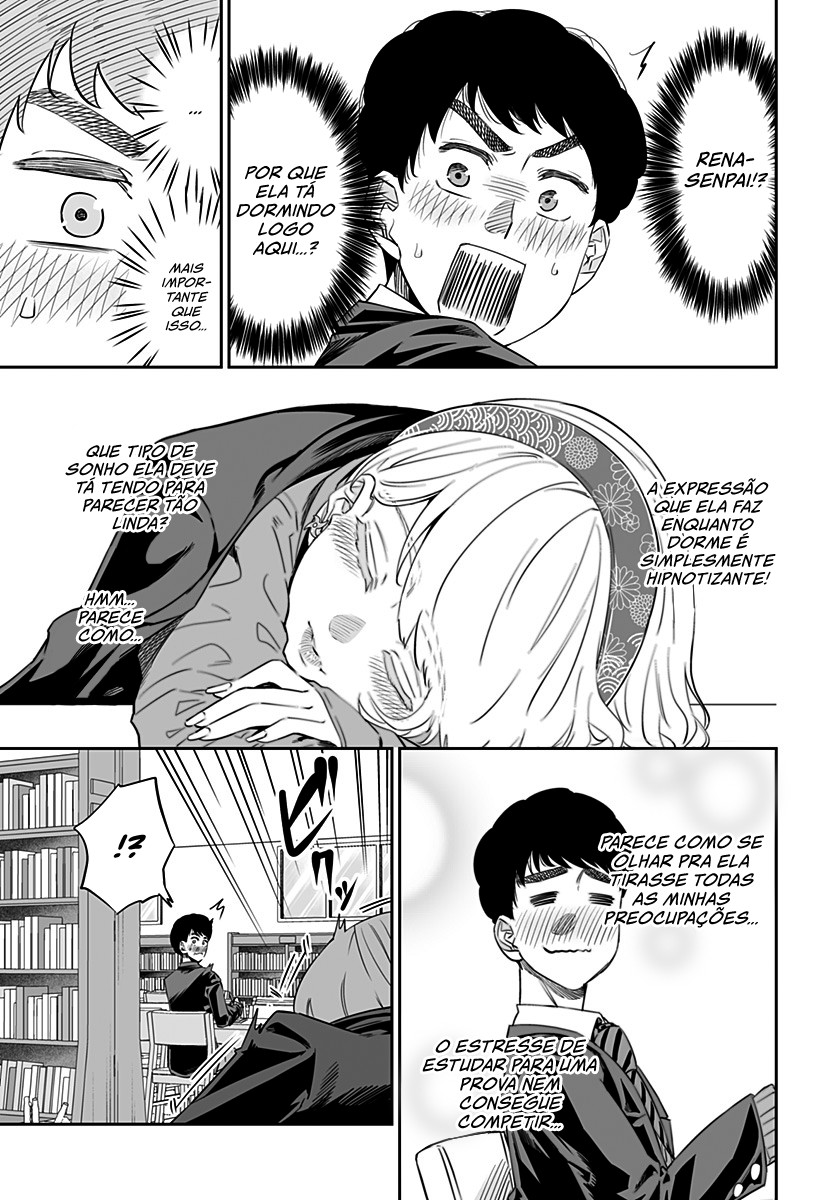 RENA-
SENPAI!?
POR QUE
ELA TÁ
DORMINDO
LOGO
AQUI...?
...
MAIS
IMPOR-
TANTE
QUE
ISSO...
A EXPRESSÃO
QUE ELA FAZ
ENQUANTO
DORME É
SIMPLESMENTE
HIPNOTIZANTE!
QUE TIPO DE
SONHO ELA DEVE
TÁ TENDO PARA
PARECER TÃO
LINDA?
HMM...
PARECE
COMO...
PARECE COMO SE
OLHAR PRA ELA
TIRASSE TODAS
AS MINHAS
PREOCUPAÇÕES...
O ESTRESSE DE
ESTUDAR PARA UMA
PROVA NEM
CONSEGUE
COMPETIR...
ビクッ
!?